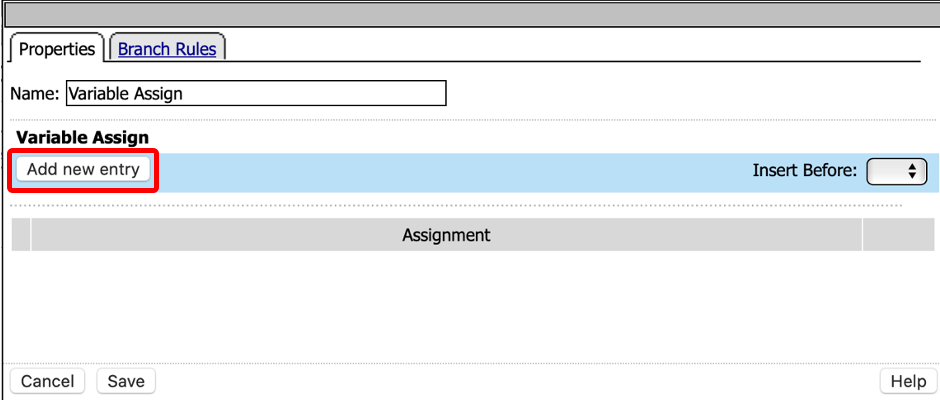 Properties Branch Rules
Name: Variable Assign
Variable Assign
Add new entry Insert Before:
Assignment
Cancel Save Help